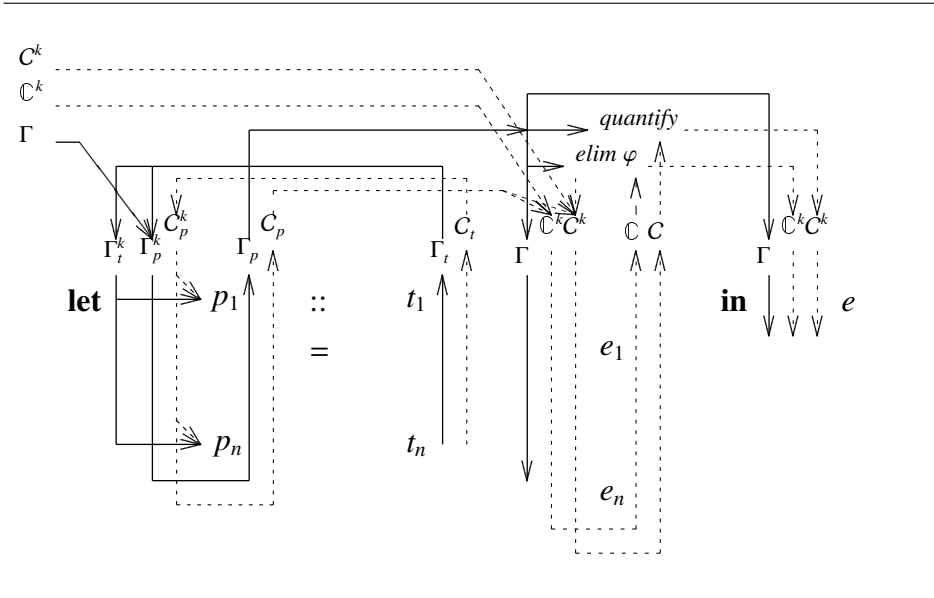 C^k
ℂ^k
Γ
quantify
elim φ
C_p^k C_p C_t ℂ^k C^k ℂ C ℂ^k C^k
Γ_t^k Γ_p^k Γ_p Γ_t Γ Γ
let p_1 :: t_1 in e
= e_1
p_n t_n
e_n